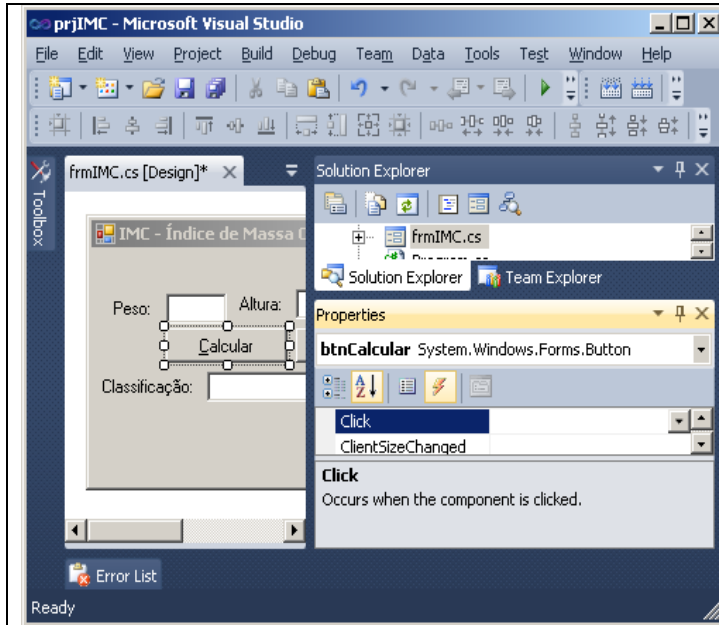 prjIMC - Microsoft Visual Studio
File Edit View Project Build Debug Team Data Tools Test Window Help
Toolbox
frmIMC.cs [Design]*
IMC - Índice de Massa
Peso: Altura:
Calcular
Classificação:
Solution Explorer
frmIMC.cs
Solution Explorer Team Explorer
Properties
btnCalcular System.Windows.Forms.Button
Click
ClientSizeChanged
Click
Occurs when the component is clicked.
Error List
Ready